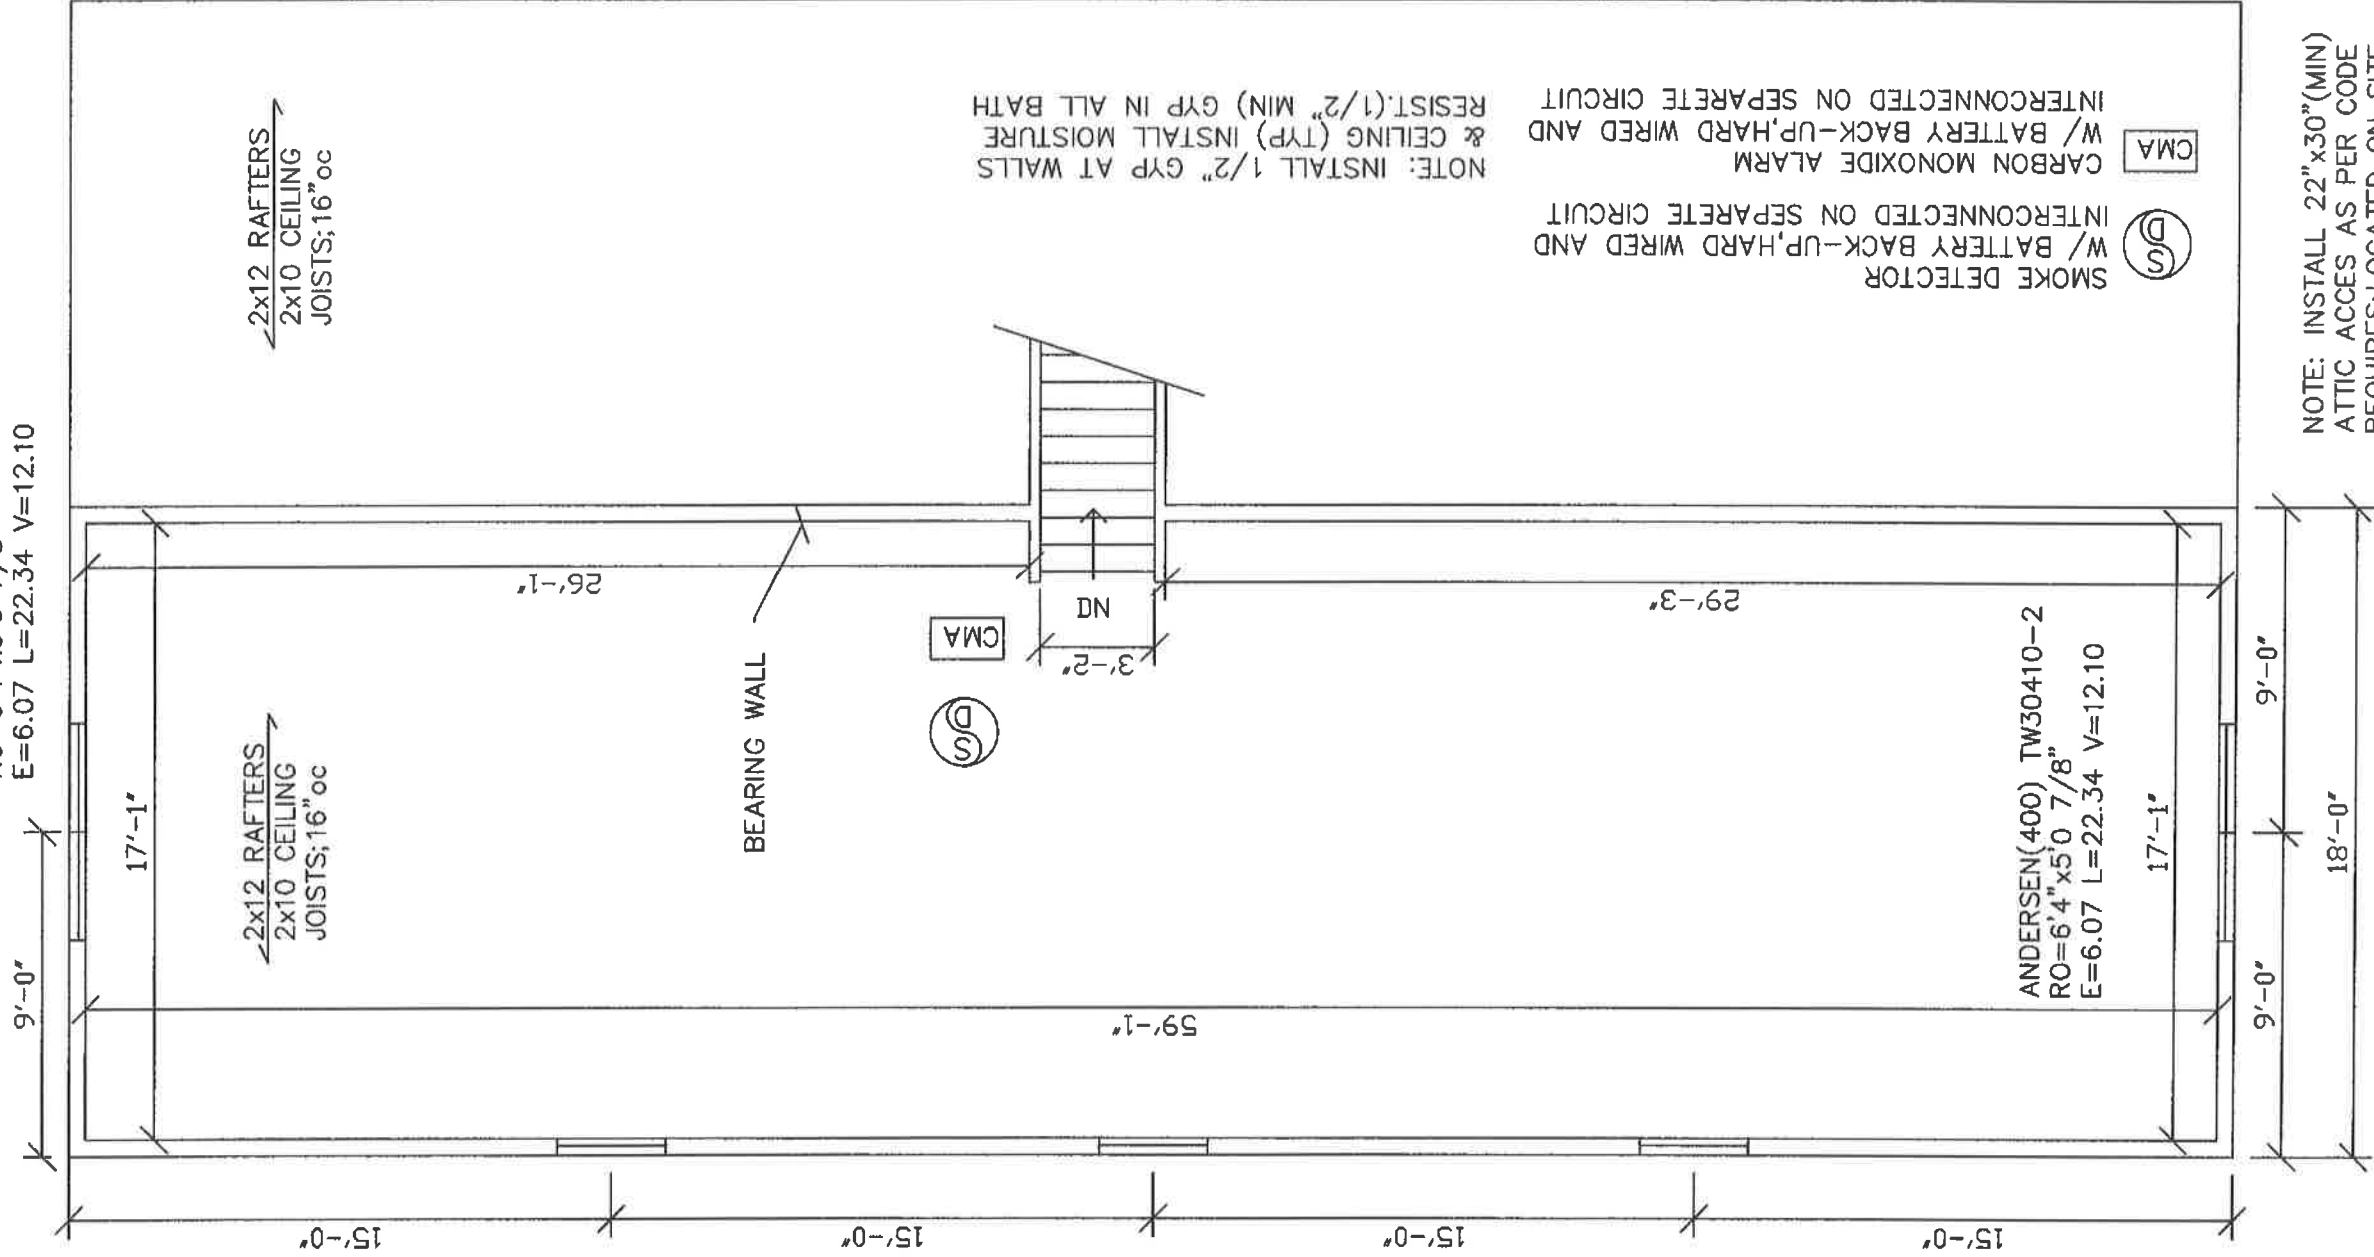 E=6.07 L=22.34 V=12.10
9'-0"
17'-1"
2x12 RAFTERS
2x10 CEILING
JOISTS;16"oc
2x12 RAFTERS
2x10 CEILING
JOISTS;16"oc
26'-1"
BEARING WALL
CMA
SD
DN
3'-2"
29'-3"
59'-1"
ANDERSEN(400) TW30410-2
RO=6'4"x5'0 7/8"
E=6.07 L=22.34 V=12.10
17'-1"
9'-0"
9'-0"
18'-0"
15'-0"
15'-0"
15'-0"
15'-0"
NOTE: INSTALL 1/2" GYP AT WALLS
& CEILING (TYP) INSTALL MOISTURE
RESIST.(1/2" MIN) GYP IN ALL BATH
SD
SMOKE DETECTOR
W/ BATTERY BACK-UP,HARD WIRED AND
INTERCONNECTED ON SEPARETE CIRCUIT
CMA
CARBON MONOXIDE ALARM
W/ BATTERY BACK-UP,HARD WIRED AND
INTERCONNECTED ON SEPARETE CIRCUIT
NOTE: INSTALL 22"x30"(MIN)
ATTIC ACCES AS PER CODE